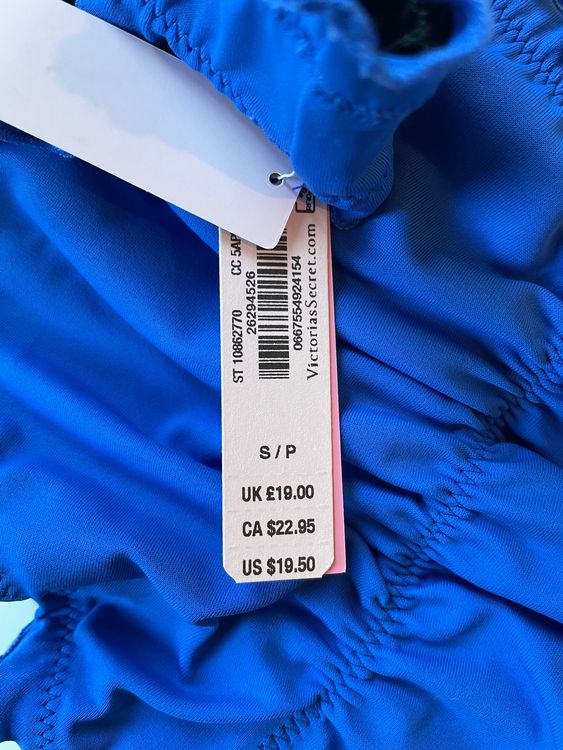 ST 10862770
CC 5AP
26294526
0667554924154
VictoriasSecret.com
S / P
UK £19.00
CA $22.95
US $19.50